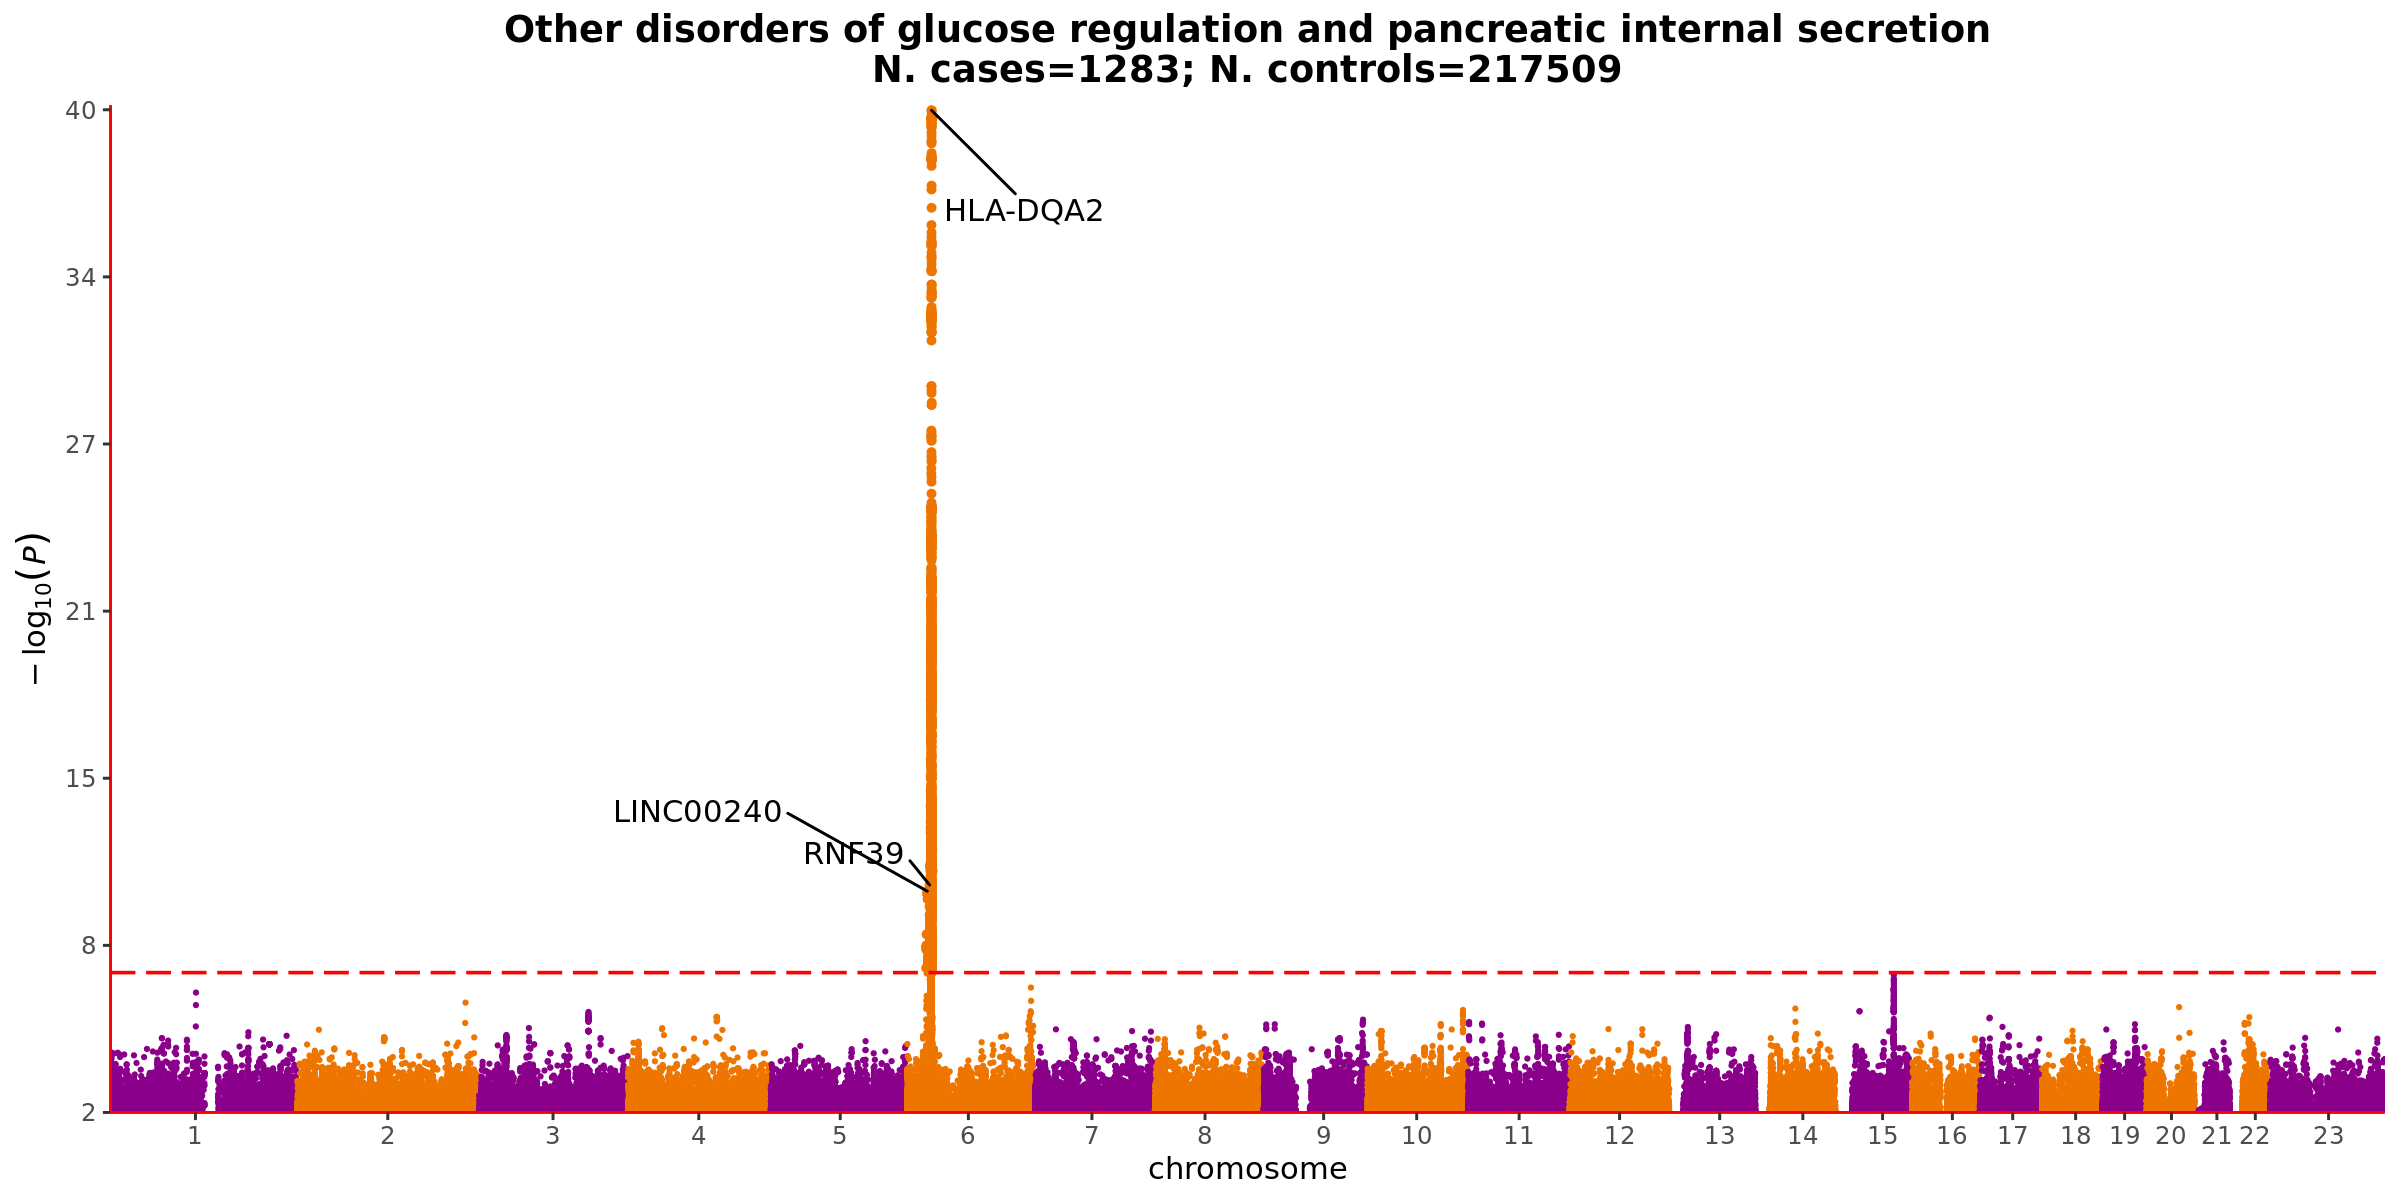 Other disorders of glucose regulation and pancreatic internal secretion
N. cases=1283; N. controls=217509
40
34
27
21
15
8
2
−log10(P)
HLA-DQA2
LINC00240
RNF39
1 2 3 4 5 6 7 8 9 10 11 12 13 14 15 16 17 18 19 20 21 22 23
chromosome